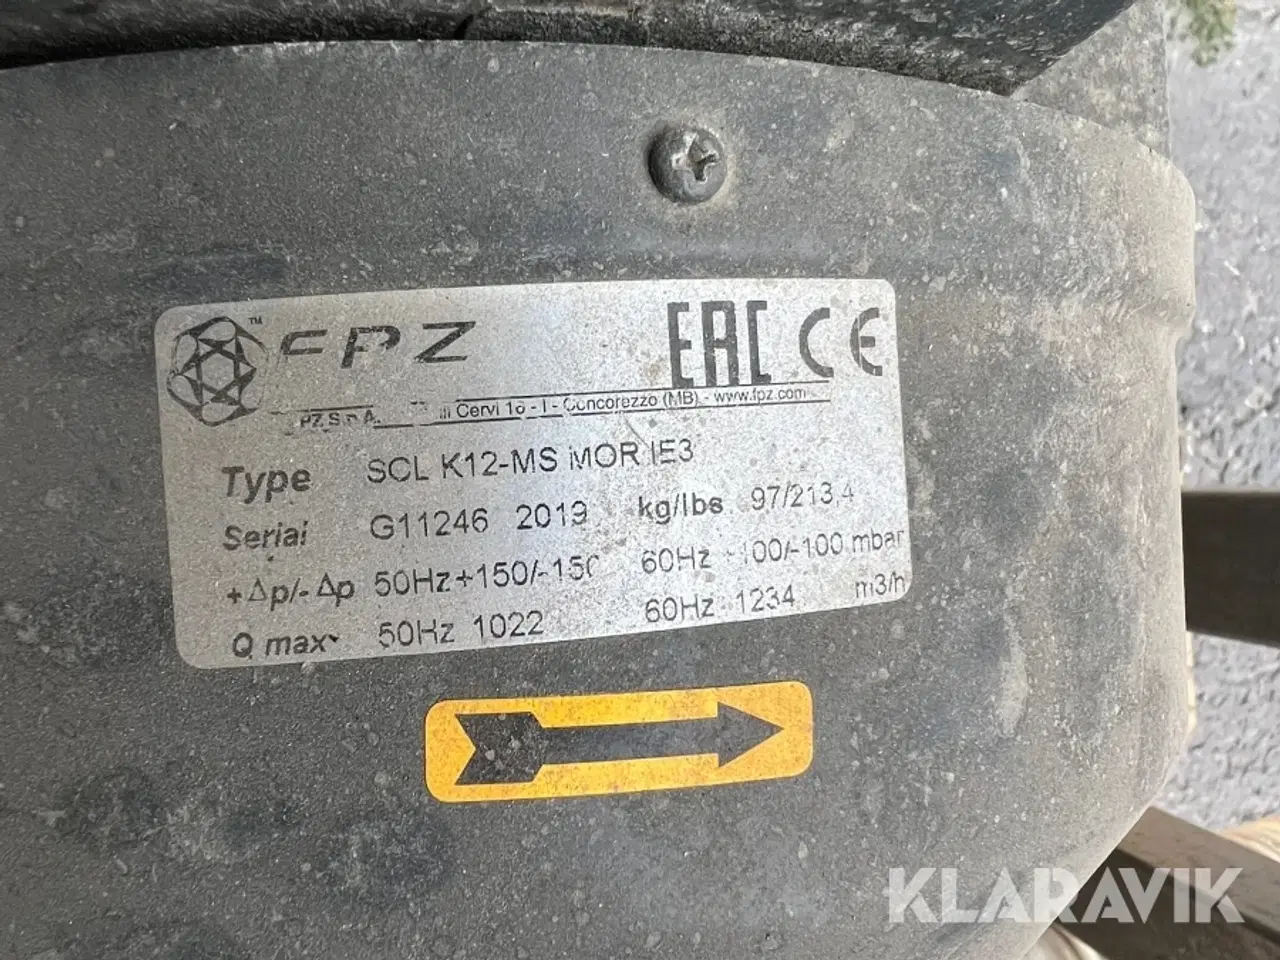 ™ FPZ EAC CE
PZ S.p.A. Cervi 16 - I - Concorezzo (MB) - www.fpz.com
Type SCL K12-MS MOR IE3
Serial G11246 2019 kg/lbs 97/213,4
+Δp/-Δp 50Hz+150/-150 60Hz +100/-100 mbar
Q max 50Hz 1022 60Hz 1234 m3/h
KLARAVIK